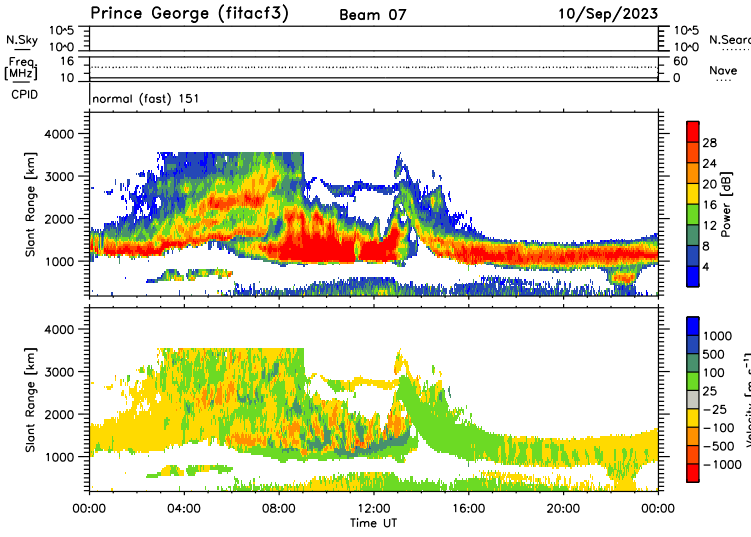 Prince George (fitacf3) Beam 07 10/Sep/2023
N.Sky 10^5 10^0 10^5 10^0 N.Sear
Freq. [MHz] 16 10 60 0 Nave
CPID normal (fast) 151
Slant Range [km] 4000 3000 2000 1000
Power [dB] 28 24 20 16 12 8 4
Slant Range [km] 4000 3000 2000 1000
Velocity 1000 500 100 25 -25 -100 -500 -1000
00:00 04:00 08:00 12:00 16:00 20:00 00:00
Time UT